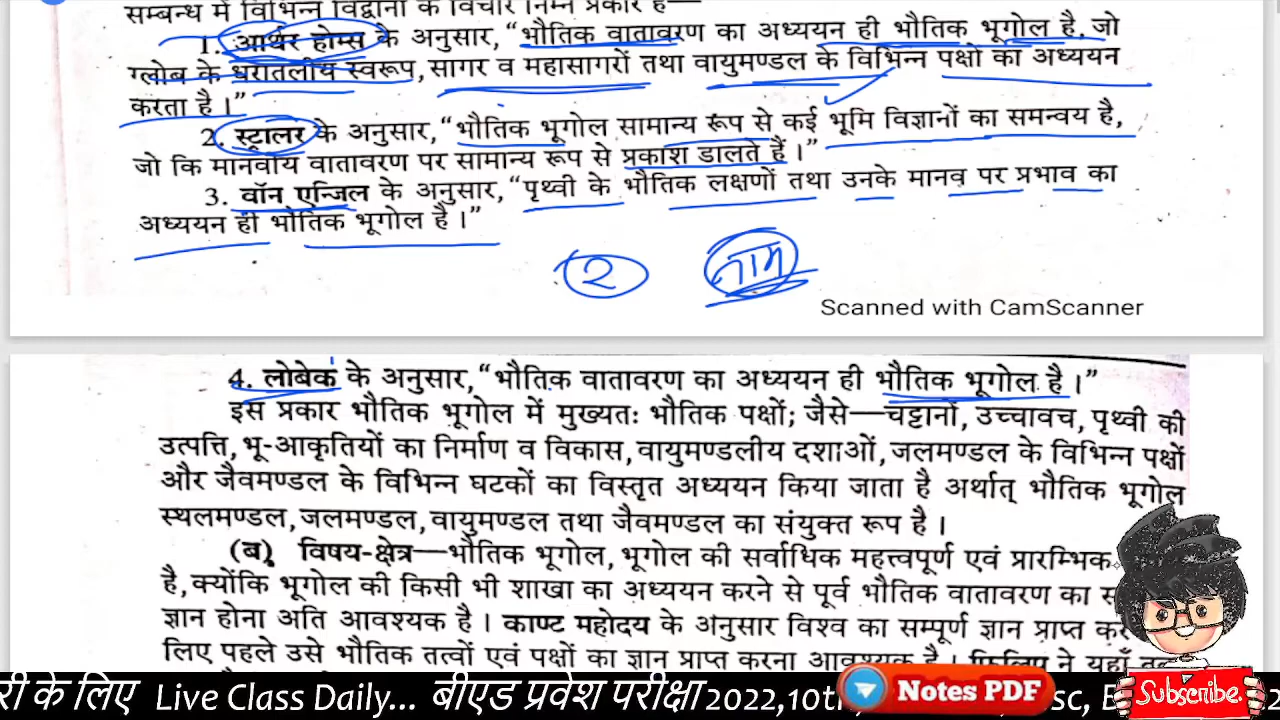 सम्बन्ध में विभिन्न विद्वानों के विचार निम्न प्रकार हैं—
1. आर्थर होम्स के अनुसार, “भौतिक वातावरण का अध्ययन ही भौतिक भूगोल है, जो
ग्लोब के धरातलीय स्वरूप, सागर व महासागरों तथा वायुमण्डल के विभिन्न पक्षों का अध्ययन
करता है।”
2. स्ट्रालर के अनुसार, “भौतिक भूगोल सामान्य रूप से कई भूमि विज्ञानों का समन्वय है,
जो कि मानवीय वातावरण पर सामान्य रूप से प्रकाश डालते हैं।”
3. वॉन एन्जिल के अनुसार, “पृथ्वी के भौतिक लक्षणों तथा उनके मानव पर प्रभाव का
अध्ययन ही भौतिक भूगोल है।”
2 नाम
Scanned with CamScanner
4. लोबेक के अनुसार, “भौतिक वातावरण का अध्ययन ही भौतिक भूगोल है।”
इस प्रकार भौतिक भूगोल में मुख्यतः भौतिक पक्षों; जैसे—चट्टानों, उच्चावच, पृथ्वी की
उत्पत्ति, भू-आकृतियों का निर्माण व विकास, वायुमण्डलीय दशाओं, जलमण्डल के विभिन्न पक्षों
और जैवमण्डल के विभिन्न घटकों का विस्तृत अध्ययन किया जाता है अर्थात् भौतिक भूगोल
स्थलमण्डल, जलमण्डल, वायुमण्डल तथा जैवमण्डल का संयुक्त रूप है।
(ब) विषय-क्षेत्र—भौतिक भूगोल, भूगोल की सर्वाधिक महत्त्वपूर्ण एवं प्रारम्भिक
है, क्योंकि भूगोल की किसी भी शाखा का अध्ययन करने से पूर्व भौतिक वातावरण का
ज्ञान होना अति आवश्यक है। काण्ट महोदय के अनुसार विश्व का सम्पूर्ण ज्ञान प्राप्त
लिए पहले उसे भौतिक तत्वों एवं पक्षों का ज्ञान प्राप्त करना आवश्यक है। फिलिप ने यहाँ
री के लिए Live Class Daily... बीएड प्रवेश परीक्षा 2022,10th
Notes PDF
Subscribe.